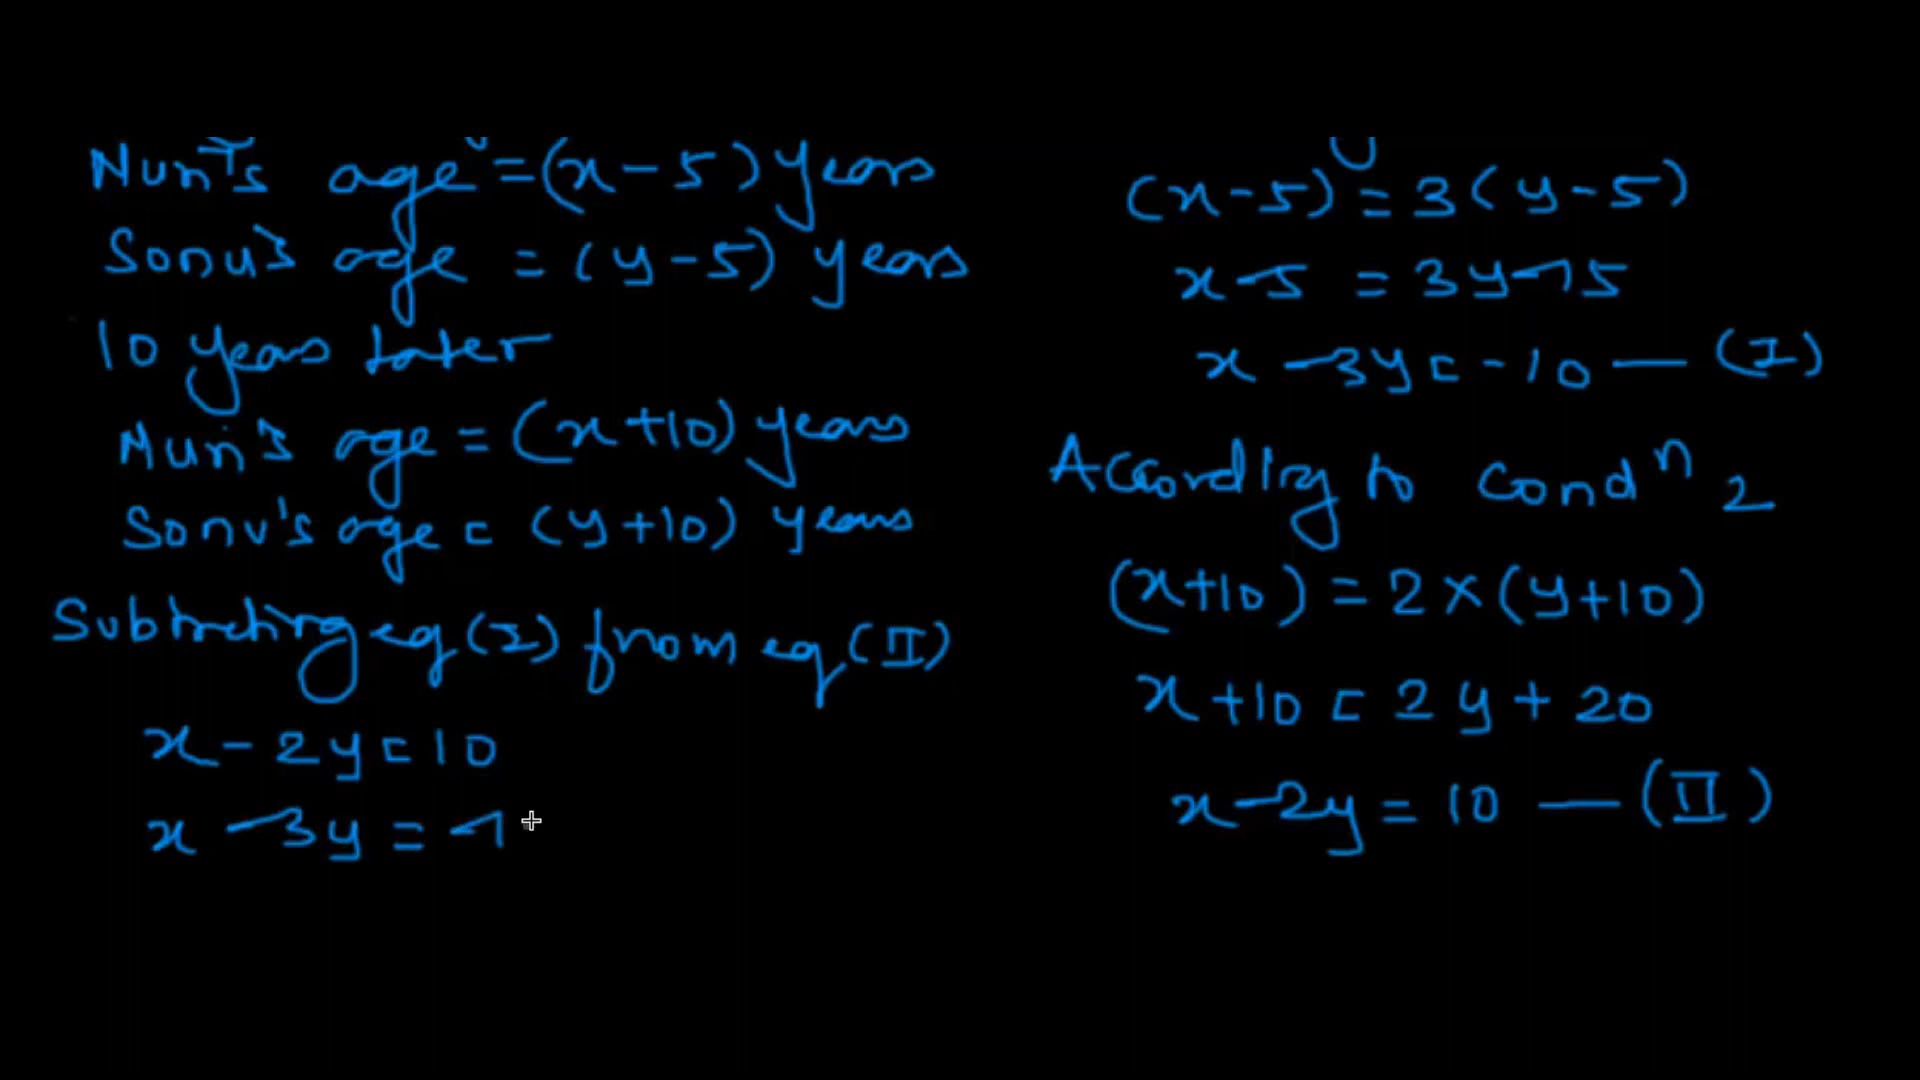 Nuri's age = (x-5) years
Sonu's age = (y-5) years
10 years later
Nuri's age = (x+10) years
Sonu's age = (y+10) years
Subtracting eq (I) from eq (II)
x - 2y = 10
x - 3y = -1
(x-5) = 3(y-5)
x-5 = 3y-15
x - 3y = -10 — (I)
According to condⁿ 2
(x+10) = 2×(y+10)
x+10 = 2y + 20
x-2y = 10 — (II)